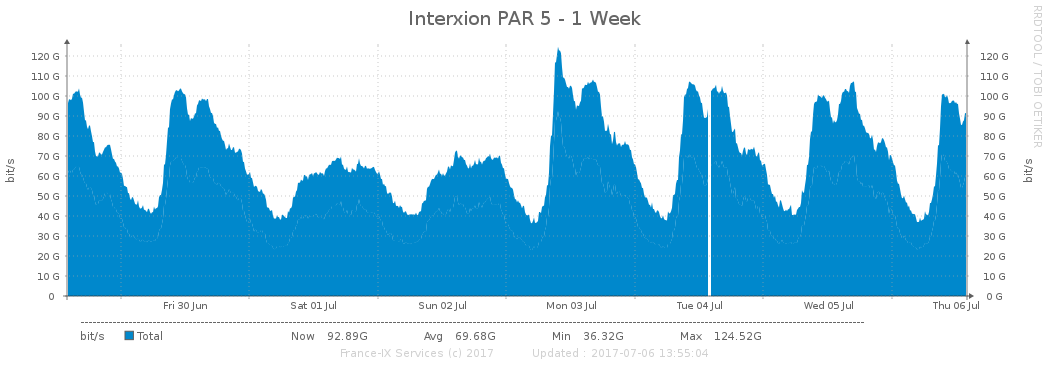 Interxion PAR 5 - 1 Week
RRDTOOL / TOBI OETIKER
120 G 120 G
110 G 110 G
100 G 100 G
90 G 90 G
80 G 80 G
70 G 70 G
60 G 60 G
50 G 50 G
40 G 40 G
30 G 30 G
20 G 20 G
10 G 10 G
0 0 G
bit/s
bit/s
Fri 30 Jun Sat 01 Jul Sun 02 Jul Mon 03 Jul Tue 04 Jul Wed 05 Jul Thu 06 Jul
bit/s Total Now 92.89G Avg 69.68G Min 36.32G Max 124.52G
France-IX Services (c) 2017 Updated : 2017-07-06 13:55:04